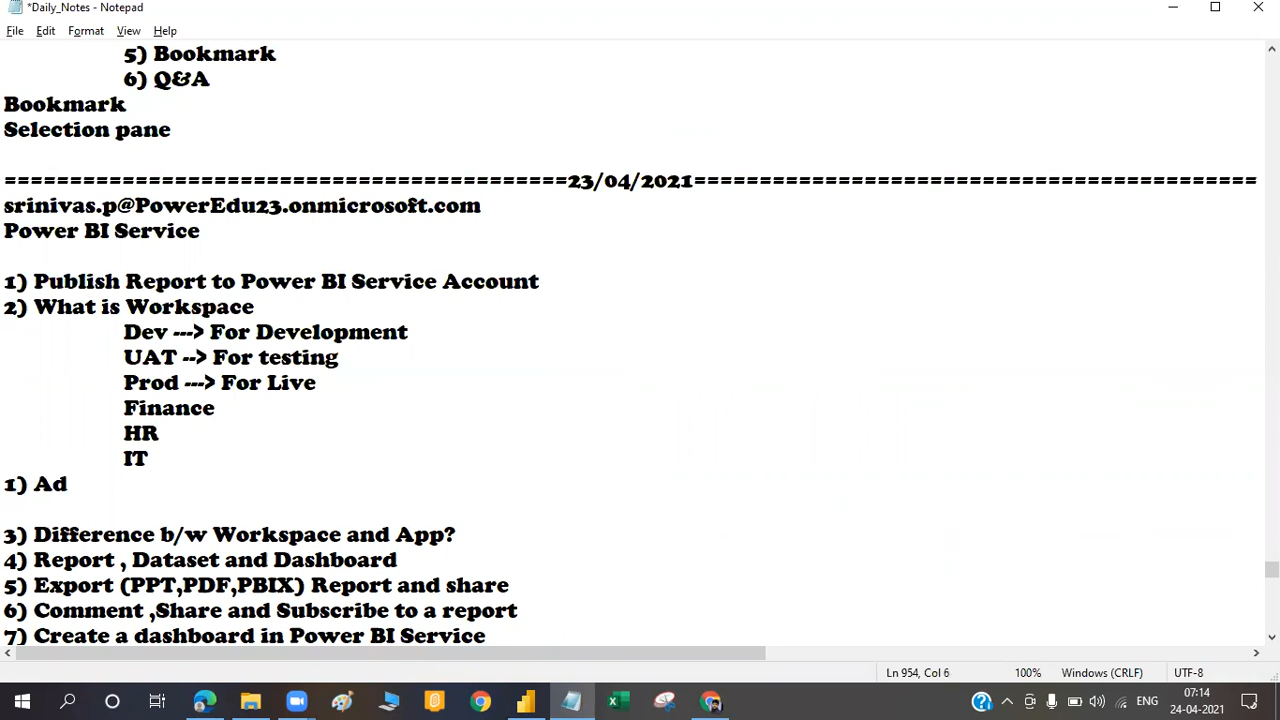 *Daily_Notes - Notepad
File Edit Format View Help
5) Bookmark
6) Q&A
Bookmark
Selection pane
===========================================23/04/2021===========================================
srinivas.p@PowerEdu23.onmicrosoft.com
Power BI Service
1) Publish Report to Power BI Service Account
2) What is Workspace
Dev ---> For Development
UAT --> For testing
Prod ---> For Live
Finance
HR
IT
1) Ad
3) Difference b/w Workspace and App?
4) Report , Dataset and Dashboard
5) Export (PPT,PDF,PBIX) Report and share
6) Comment ,Share and Subscribe to a report
7) Create a dashboard in Power BI Service
Ln 954, Col 6 100% Windows (CRLF) UTF-8
ENG 07:14
24-04-2021